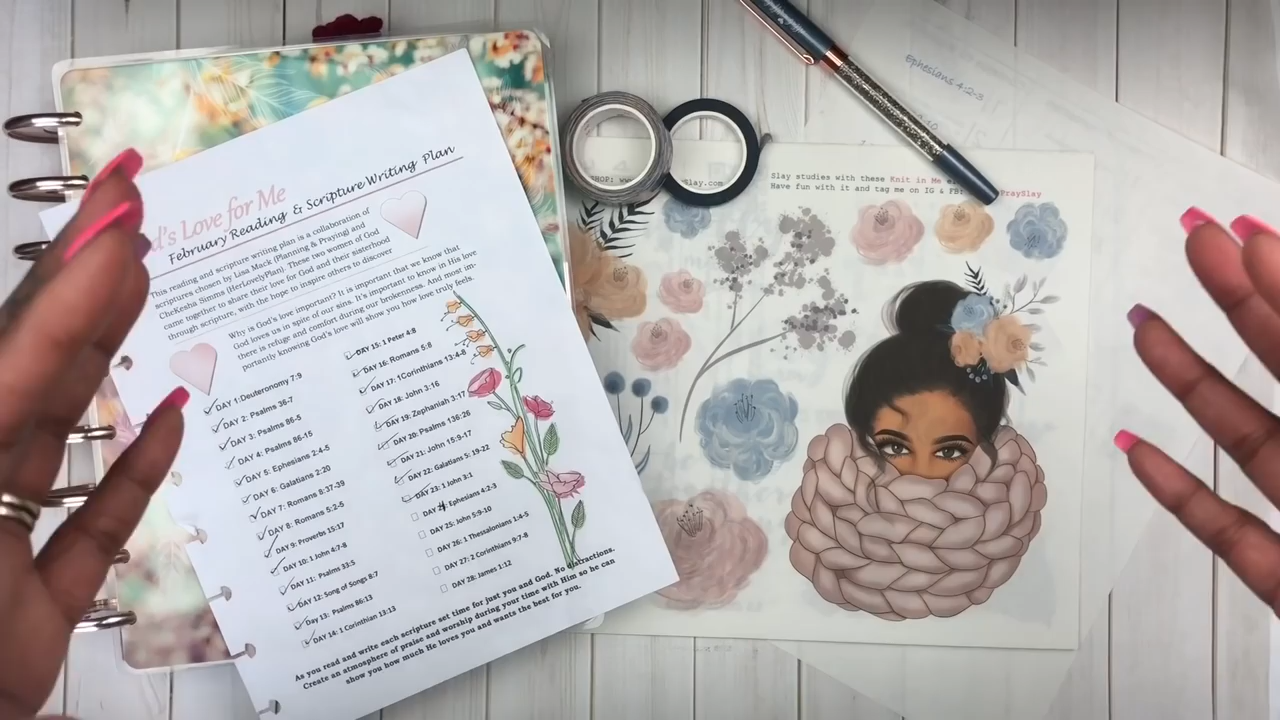 d's Love for Me
February Reading & Scripture Writing Plan
This reading and scripture writing plan is a collaboration of
scriptures chosen by Lisa Mack (Planning & Praying) and
CheKesha Simms (HerLovelyPlan). These two women of God
came together to share their love for God and their sisterhood
through scripture, with the hope to inspire others to discover
Why is God's love important? It is important that we know that
God loves us in spite of our sins. It's important to know in His love
there is refuge and comfort during our brokenness. And most im-
portantly knowing God's love will show you how love truly feels.
DAY 1:Deuteronomy 7:9
DAY 2: Psalms 36-7
DAY 3: Psalms 86-5
DAY 4: Psalms 86-15
DAY 5: Ephesians 2:4-5
DAY 6: Galatians 2:20
DAY 7: Romans 8:37-39
DAY 8: Romans 5:2-5
DAY 9: Proverbs 15:17
DAY 10: 1 John 4:7-8
DAY 11: Psalms 33:5
DAY 12: Song of Songs 8:7
Day 13: Psalms 86:13
DAY 14: 1 Corinthian 13:13
DAY 15: 1 Peter 4:8
DAY 16: Romans 5:8
DAY 17: 1Corinthians 13:4-8
DAY 18: John 3:16
DAY 19: Zephaniah 3-17
DAY 20: Psalms 136-26
DAY 21: John 15:9-17
DAY 22: Galatians 5: 19-22
DAY 23: 1 John 3:1
DAY Ephesians 4:2-3
DAY 25: John 5:9-10
DAY 26: 1 Thessalonians 1:4-5
DAY 27: 2 Corinthians 9:7-8
DAY 28: James 1:12
As you read and write each scripture set time for just you and God. No distractions.
Create an atmosphere of praise and worship during your time with Him so he can
show you how much He loves you and wants the best for you.
SHOP: Slay.com
Slay studies with these Knit in Me
Have fun with it and tag me on IG & FB: PraySlay
Ephesians 4:2-3